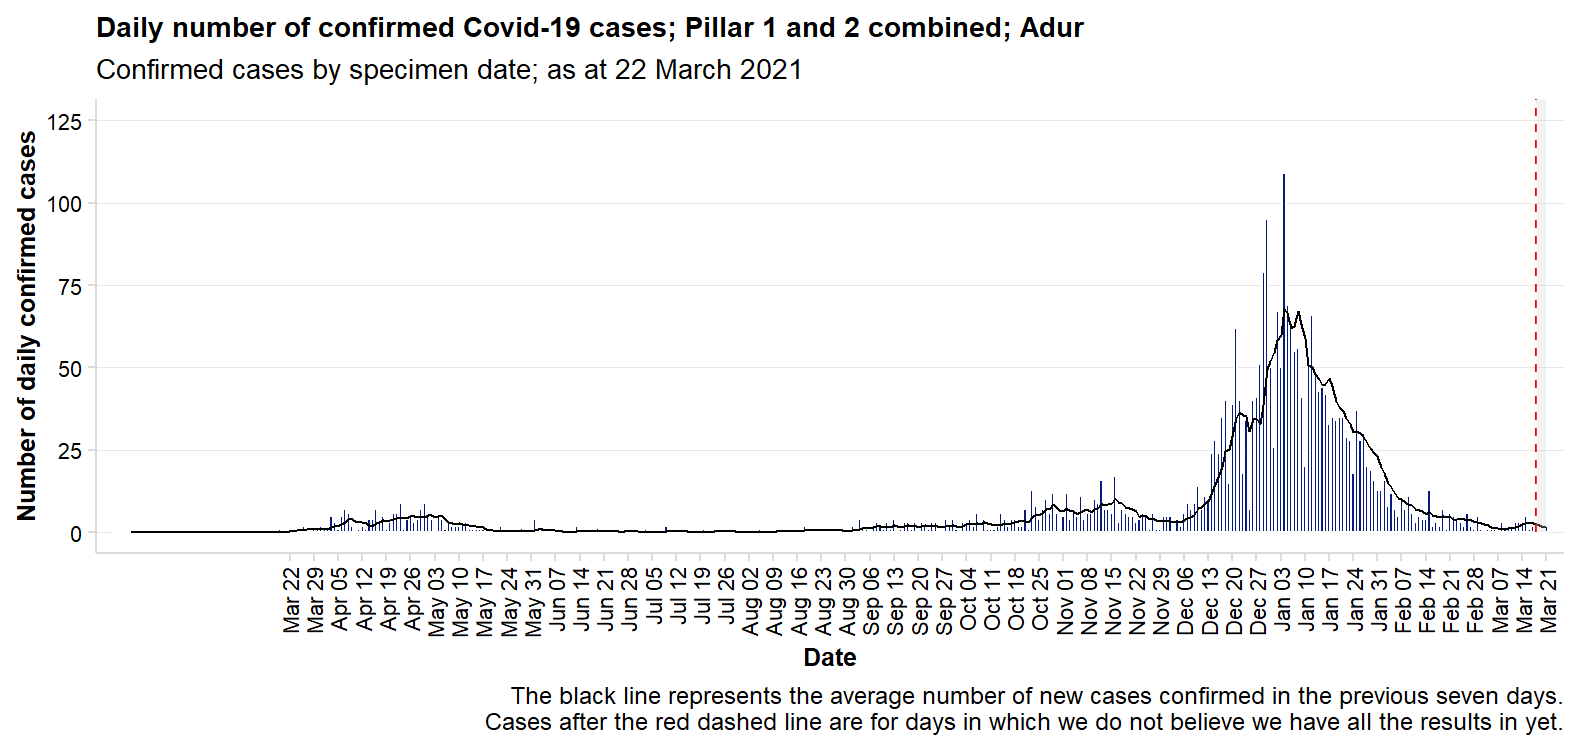 Daily number of confirmed Covid-19 cases; Pillar 1 and 2 combined; Adur
Confirmed cases by specimen date; as at 22 March 2021
Number of daily confirmed cases
125
100
75
50
25
0
Mar 22
Mar 29
Apr 05
Apr 12
Apr 19
Apr 26
May 03
May 10
May 17
May 24
May 31
Jun 07
Jun 14
Jun 21
Jun 28
Jul 05
Jul 12
Jul 19
Jul 26
Aug 02
Aug 09
Aug 16
Aug 23
Aug 30
Sep 06
Sep 13
Sep 20
Sep 27
Oct 04
Oct 11
Oct 18
Oct 25
Nov 01
Nov 08
Nov 15
Nov 22
Nov 29
Dec 06
Dec 13
Dec 20
Dec 27
Jan 03
Jan 10
Jan 17
Jan 24
Jan 31
Feb 07
Feb 14
Feb 21
Feb 28
Mar 07
Mar 14
Mar 21
Date
The black line represents the average number of new cases confirmed in the previous seven days.
Cases after the red dashed line are for days in which we do not believe we have all the results in yet.